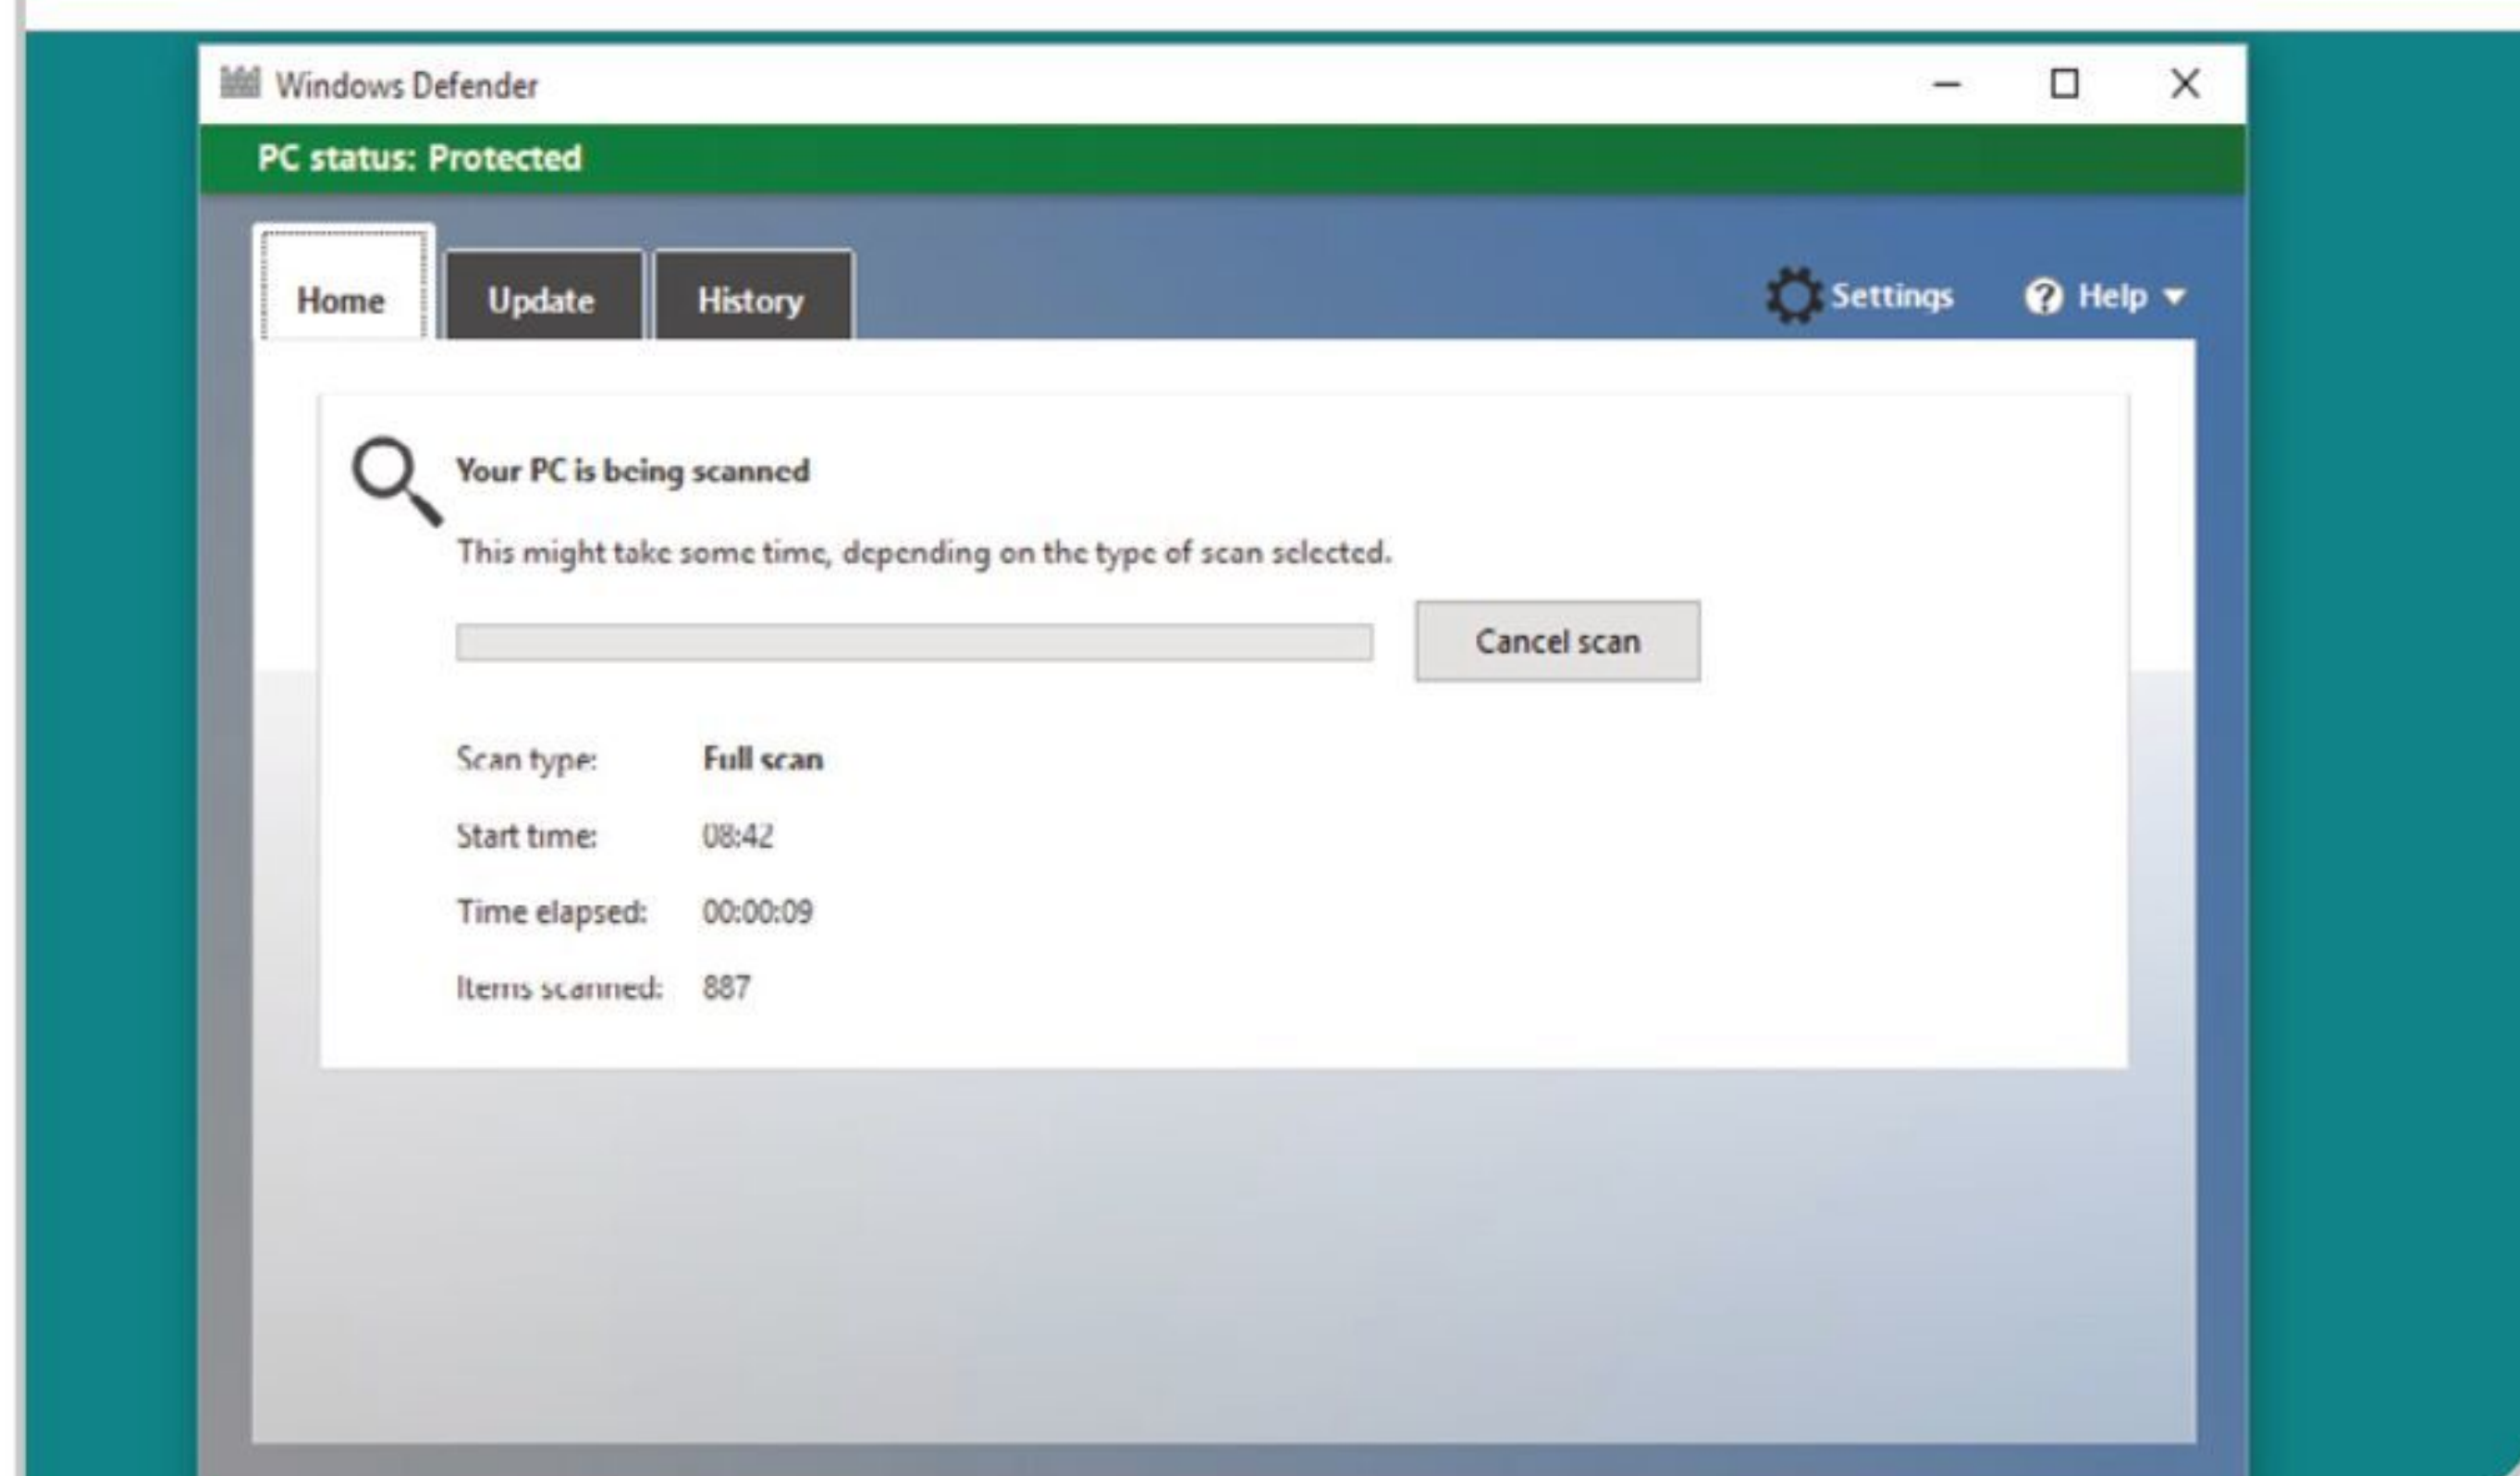 Windows Defender
PC status: Protected
Home Update History Settings ? Help
Your PC is being scanned
This might take some time, depending on the type of scan selected.
Cancel scan
Scan type: Full scan
Start time: 08:42
Time elapsed: 00:00:09
Items scanned: 887